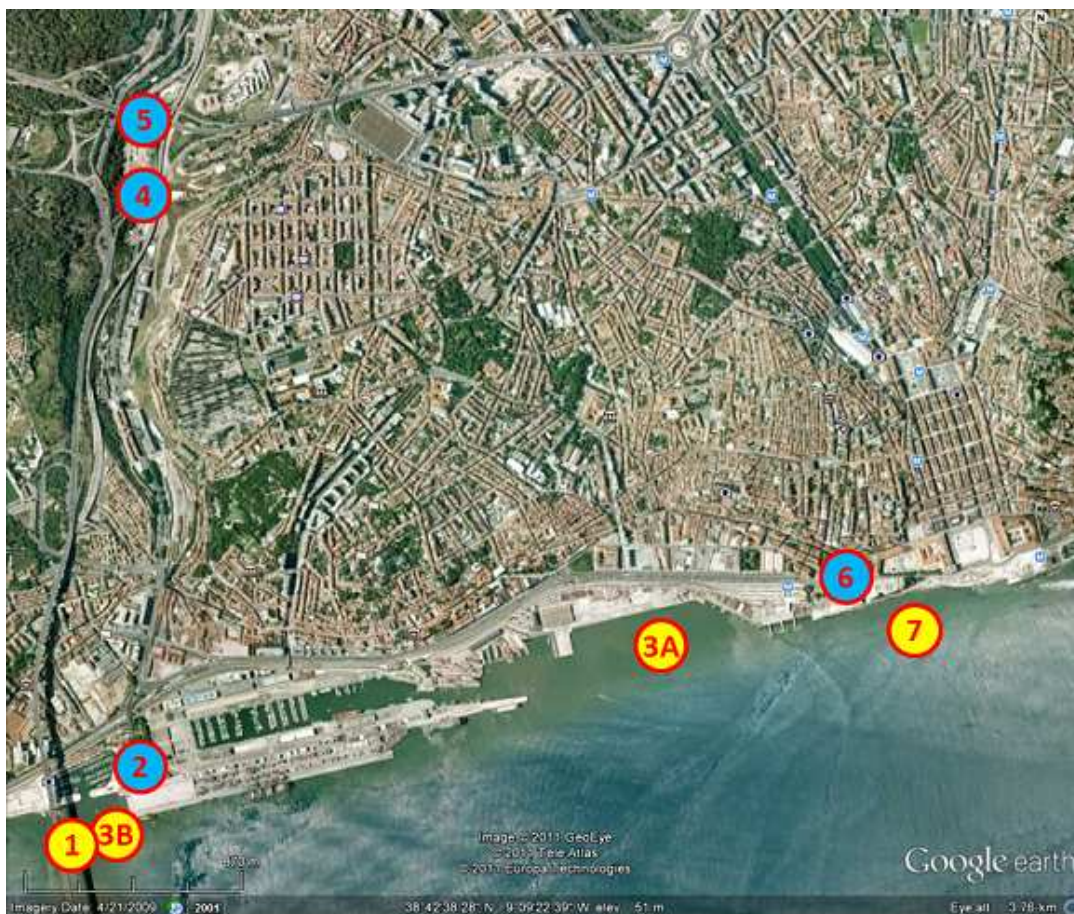 5
4
6
7
3A
2
3B
1
Image © 2011 GeoEye
© 2011 Tele Atlas
© 2011 Europa Technologies
Google earth
Imagery Date: 4/21/2009 2001 38°42'38.28" N, 9°09'22.39" W elev 51 m Eye alt 3.76 km